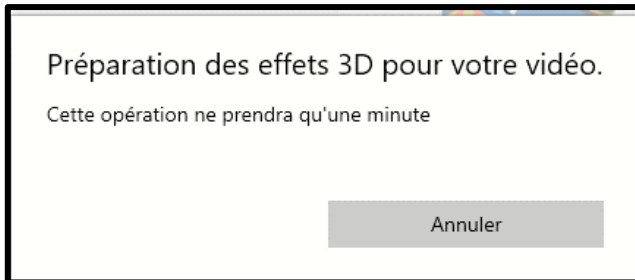 Préparation des effets 3D pour votre vidéo.
Cette opération ne prendra qu'une minute
Annuler